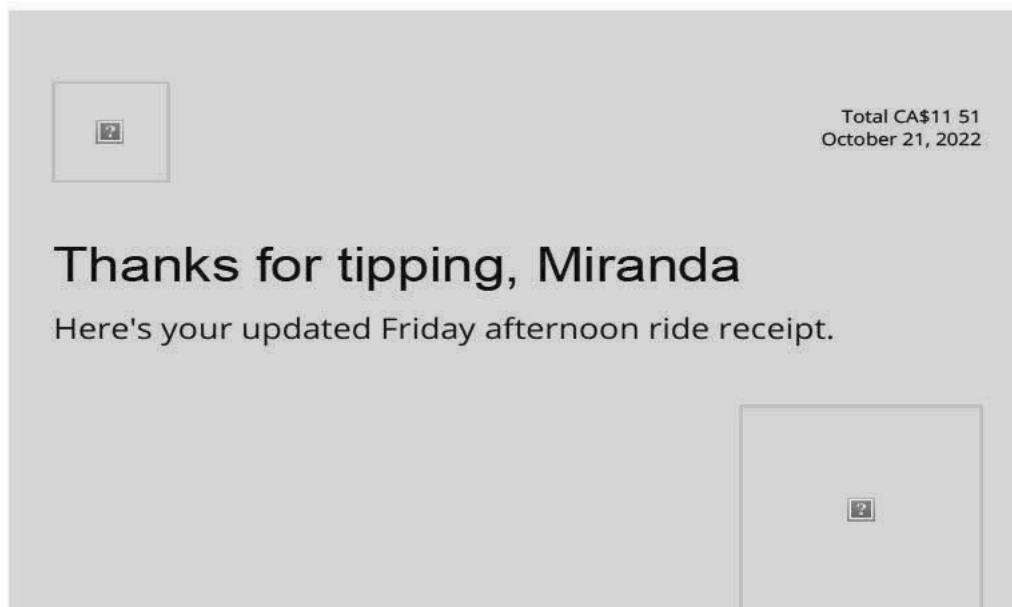 Total CA$11 51
October 21, 2022
Thanks for tipping, Miranda
Here's your updated Friday afternoon ride receipt.